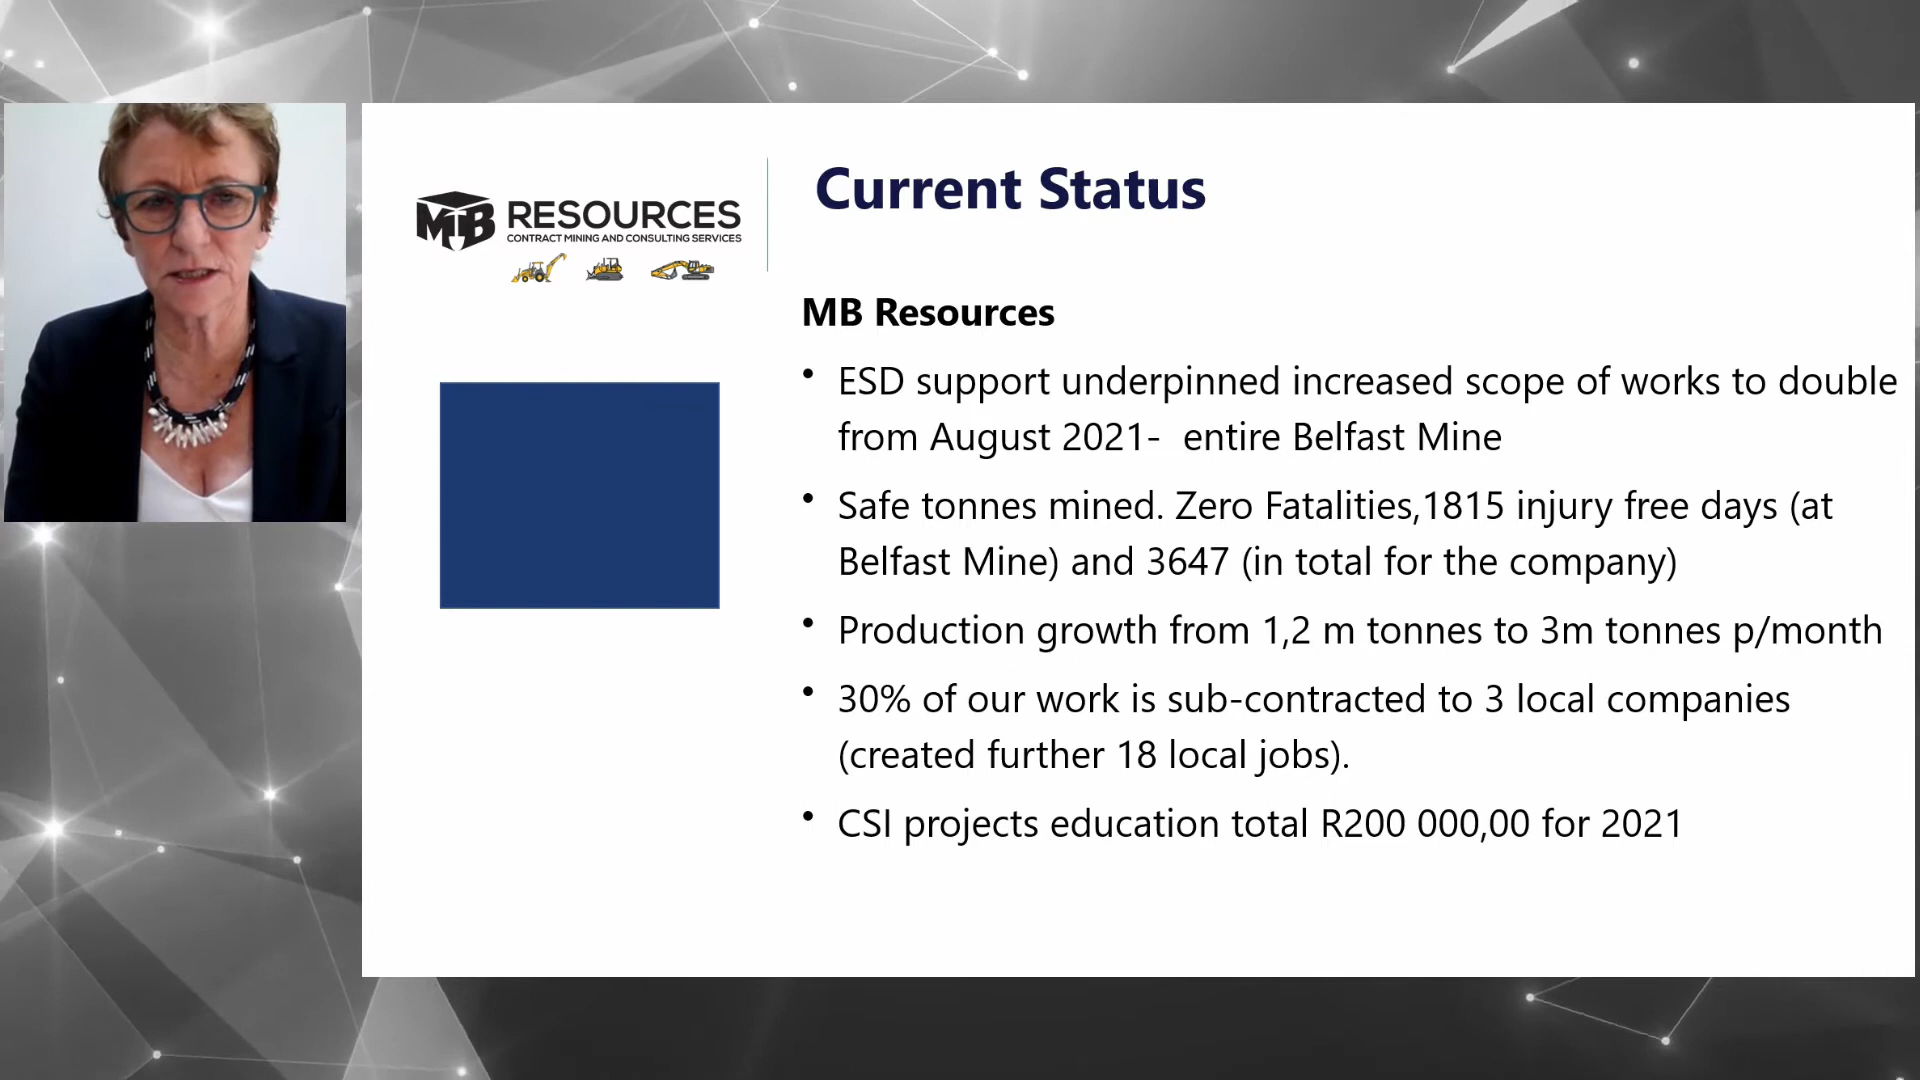 MB RESOURCES
CONTRACT MINING AND CONSULTING SERVICES
Current Status
MB Resources
• ESD support underpinned increased scope of works to double
from August 2021-  entire Belfast Mine
• Safe tonnes mined. Zero Fatalities,1815 injury free days (at
Belfast Mine) and 3647 (in total for the company)
• Production growth from 1,2 m tonnes to 3m tonnes p/month
• 30% of our work is sub-contracted to 3 local companies
(created further 18 local jobs).
• CSI projects education total R200 000,00 for 2021